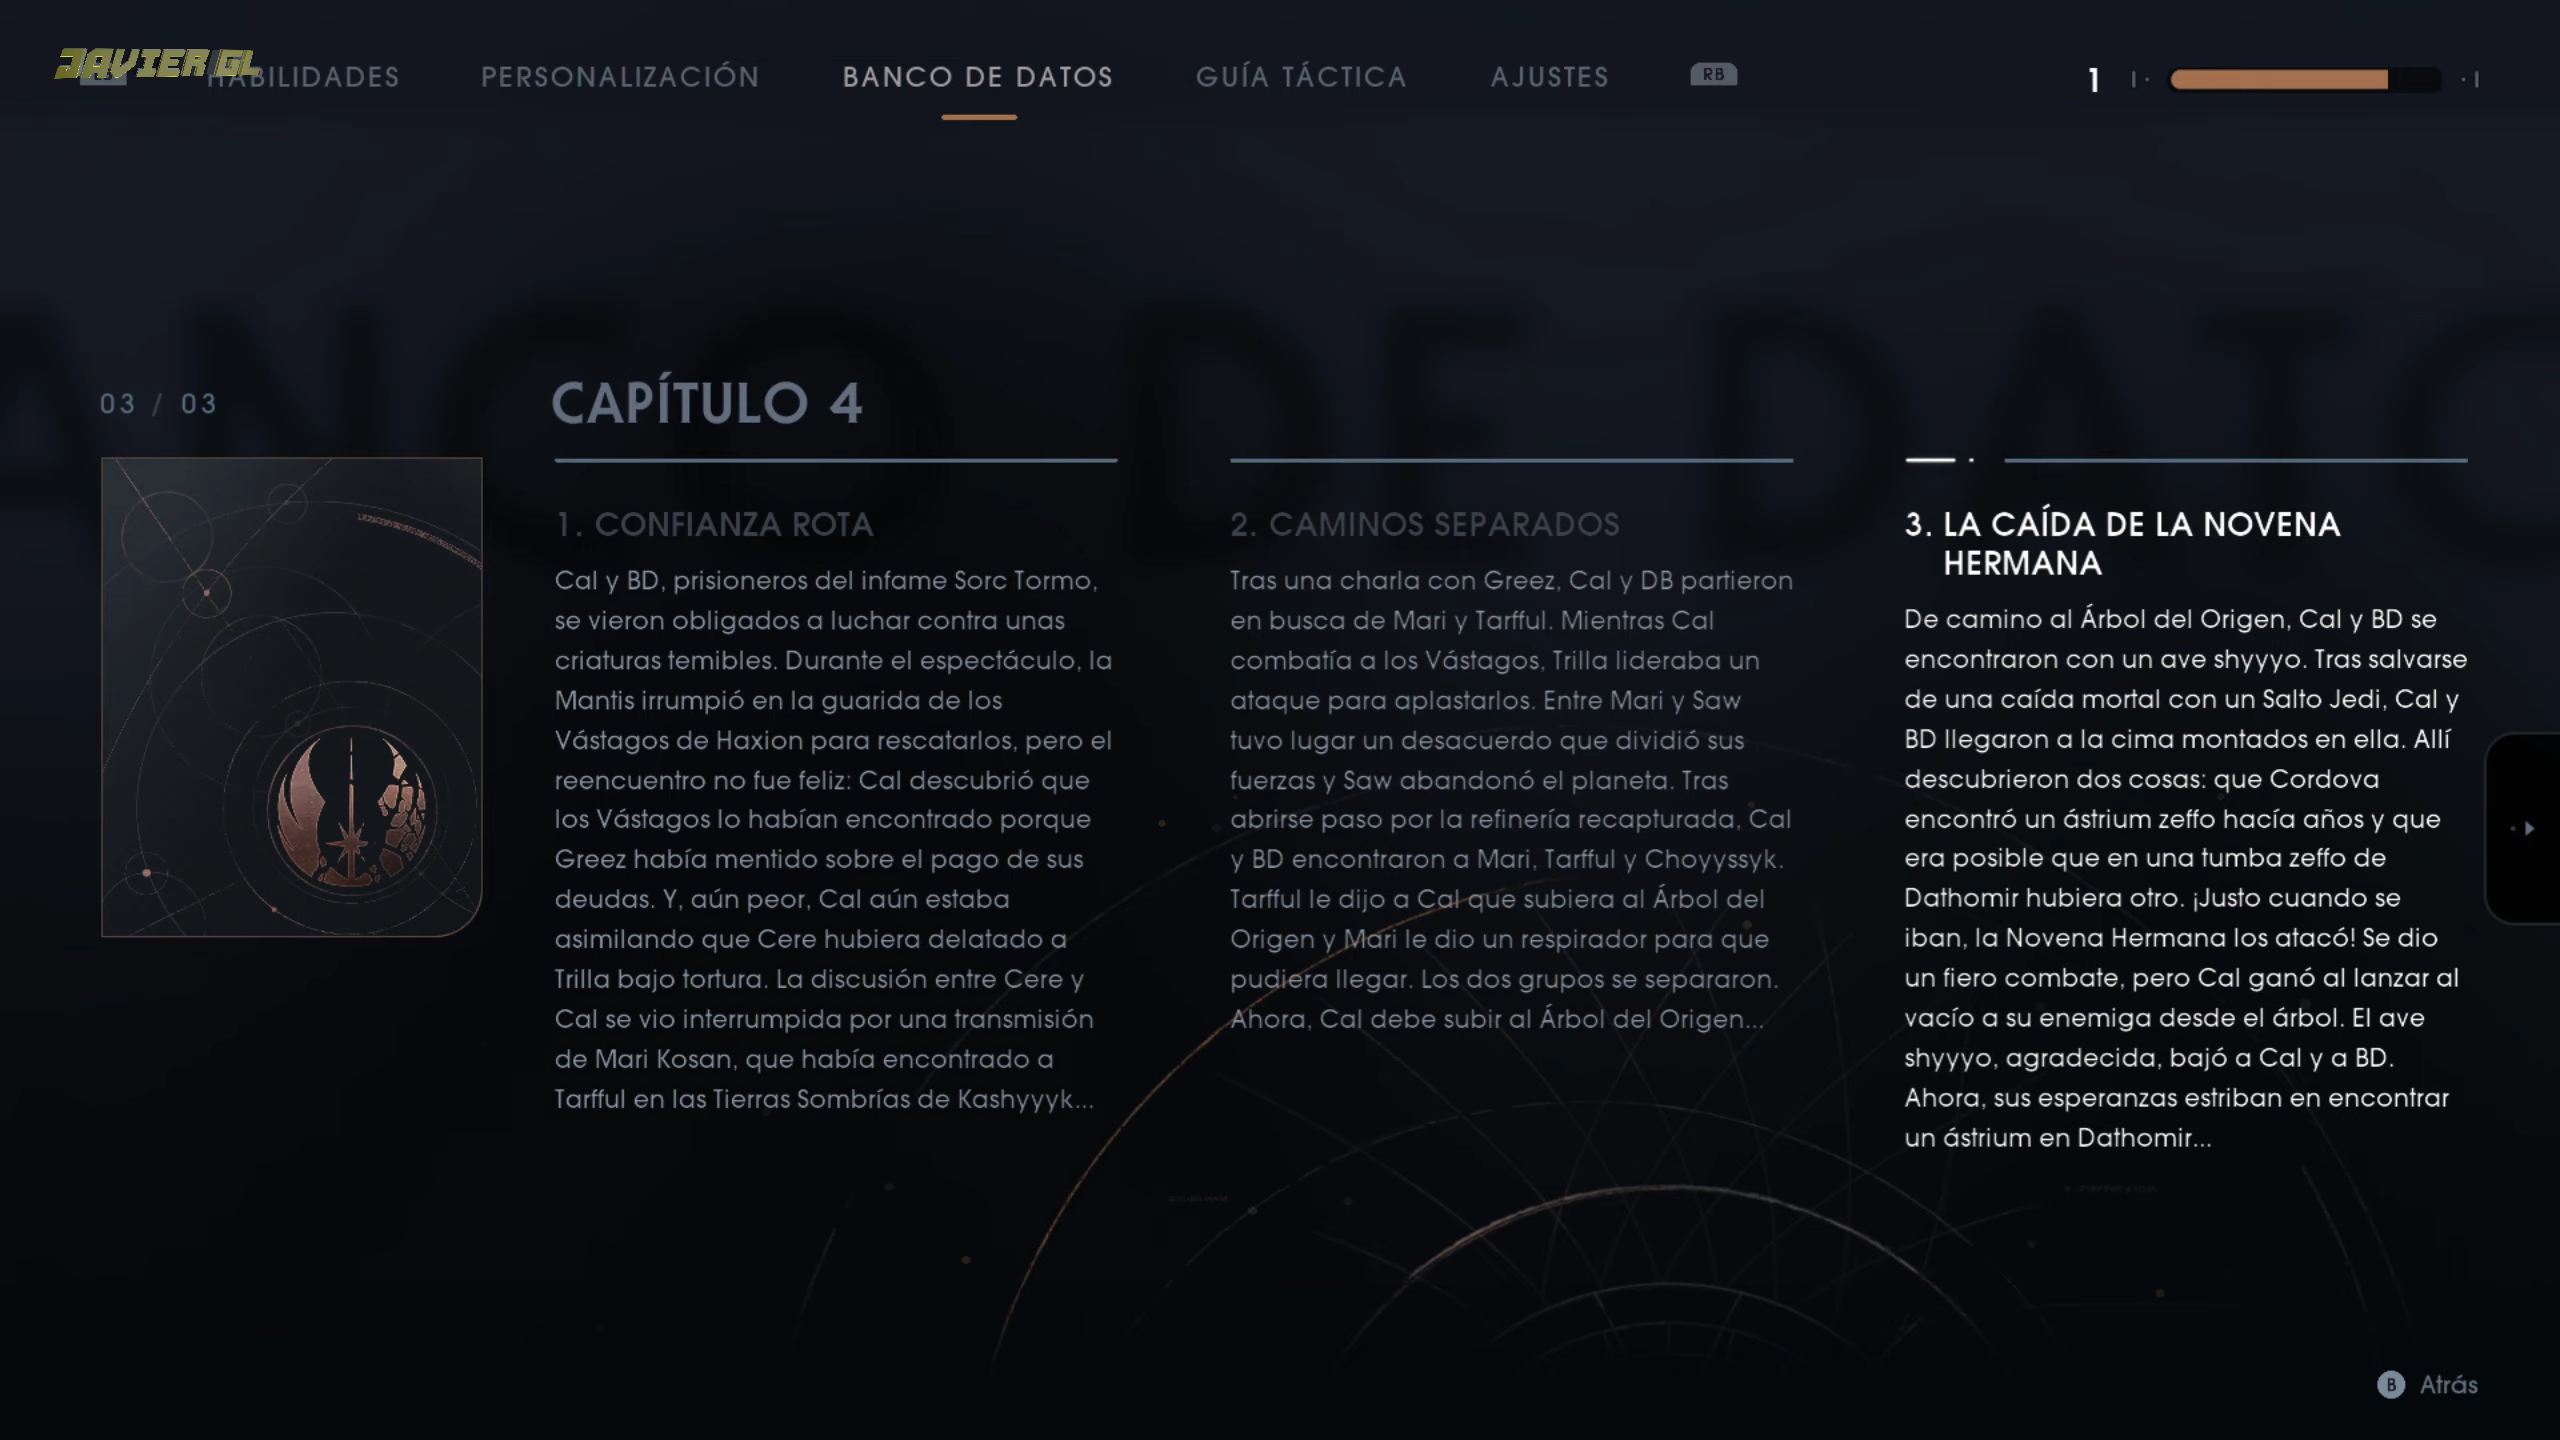 JAVIER GL
HABILIDADES
PERSONALIZACIÓN
BANCO DE DATOS
GUÍA TÁCTICA
AJUSTES
RB
1
ANCO DE DATO
03 / 03
CAPÍTULO 4
1. CONFIANZA ROTA
Cal y BD, prisioneros del infame Sorc Tormo,
se vieron obligados a luchar contra unas
criaturas temibles. Durante el espectáculo, la
Mantis irrumpió en la guarida de los
Vástagos de Haxion para rescatarlos, pero el
reencuentro no fue feliz: Cal descubrió que
los Vástagos lo habían encontrado porque
Greez había mentido sobre el pago de sus
deudas. Y, aún peor, Cal aún estaba
asimilando que Cere hubiera delatado a
Trilla bajo tortura. La discusión entre Cere y
Cal se vio interrumpida por una transmisión
de Mari Kosan, que había encontrado a
Tarfful en las Tierras Sombrías de Kashyyyk...
2. CAMINOS SEPARADOS
Tras una charla con Greez, Cal y DB partieron
en busca de Mari y Tarfful. Mientras Cal
combatía a los Vástagos, Trilla lideraba un
ataque para aplastarlos. Entre Mari y Saw
tuvo lugar un desacuerdo que dividió sus
fuerzas y Saw abandonó el planeta. Tras
abrirse paso por la refinería recapturada, Cal
y BD encontraron a Mari, Tarfful y Choyyssyk.
Tarfful le dijo a Cal que subiera al Árbol del
Origen y Mari le dio un respirador para que
pudiera llegar. Los dos grupos se separaron.
Ahora, Cal debe subir al Árbol del Origen...
3. LA CAÍDA DE LA NOVENA
HERMANA
De camino al Árbol del Origen, Cal y BD se
encontraron con un ave shyyyo. Tras salvarse
de una caída mortal con un Salto Jedi, Cal y
BD llegaron a la cima montados en ella. Allí
descubrieron dos cosas: que Cordova
encontró un ástrium zeffo hacía años y que
era posible que en una tumba zeffo de
Dathomir hubiera otro. ¡Justo cuando se
iban, la Novena Hermana los atacó! Se dio
un fiero combate, pero Cal ganó al lanzar al
vacío a su enemiga desde el árbol. El ave
shyyyo, agradecida, bajó a Cal y a BD.
Ahora, sus esperanzas estriban en encontrar
un ástrium en Dathomir...
B Atrás